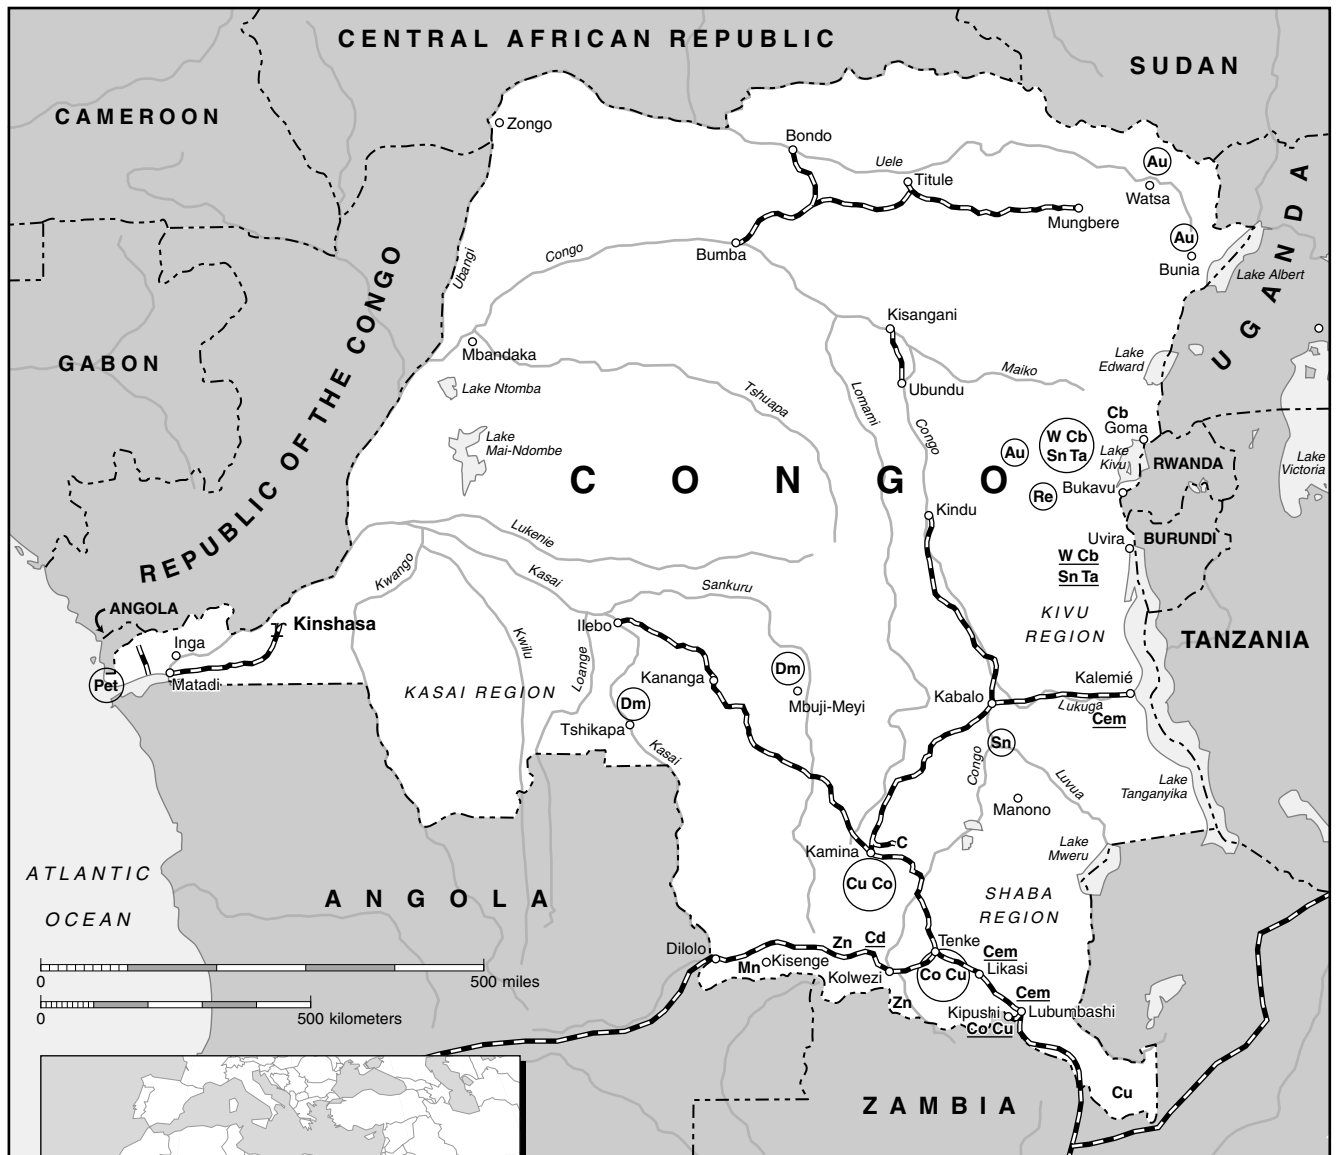 CENTRAL AFRICAN REPUBLIC
SUDAN
CAMEROON
Zongo
Bondo
Uele
Titule
Au
Watsa
Mungbere
Bumba
Congo
Ubangi
Au
Bunia
Lake Albert
UGANDA
GABON
REPUBLIC OF THE CONGO
Mbandaka
Lake Ntomba
Lake
Mai-Ndombe
Tshuapa
Lomami
Kisangani
Ubundu
Maiko
Congo
Lake
Edward
Cb
Goma
W Cb
Sn Ta
Au
Lake
Kivu
RWANDA
Lake
Victoria
CONGO
Re
Bukavu
Kindu
Uvira
BURUNDI
W Cb
Sn Ta
KIVU
REGION
TANZANIA
Lukenie
Kasai
Sankuru
Kwango
Kwilu
Loange
Ilebo
ANGOLA
Inga
Kinshasa
Pet
Matadi
KASAI REGION
Kananga
Dm
Mbuji-Meyi
Dm
Tshikapa
Kasai
Kabalo
Kalemié
Lukuga
Cem
Sn
Congo
Luvua
Manono
Lake
Tanganyika
Lake
Mweru
Kamina
C
Cu Co
SHABA
REGION
ATLANTIC
OCEAN
ANGOLA
Dilolo
Mn
Kisenge
Zn
Cd
Kolwezi
Tenke
Co Cu
Cem
Likasi
Zn
Cem
Kipushi
Lubumbashi
Co Cu
Cu
ZAMBIA
0
500 miles
0
500 kilometers